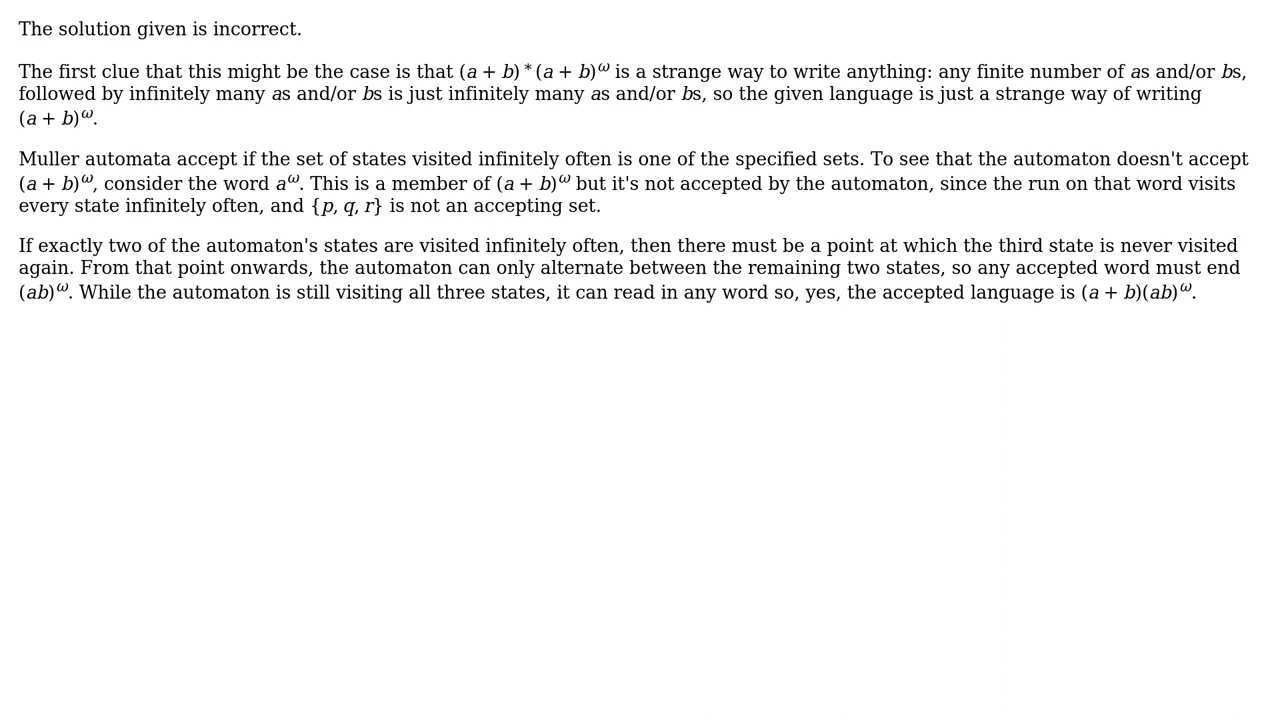 The solution given is incorrect.
The first clue that this might be the case is that (a + b)*(a + b)^ω is a strange way to write anything: any finite number of as and/or bs,
followed by infinitely many as and/or bs is just infinitely many as and/or bs, so the given language is just a strange way of writing
(a + b)^ω.
Muller automata accept if the set of states visited infinitely often is one of the specified sets. To see that the automaton doesn't accept
(a + b)^ω, consider the word a^ω. This is a member of (a + b)^ω but it's not accepted by the automaton, since the run on that word visits
every state infinitely often, and {p, q, r} is not an accepting set.
If exactly two of the automaton's states are visited infinitely often, then there must be a point at which the third state is never visited
again. From that point onwards, the automaton can only alternate between the remaining two states, so any accepted word must end
(ab)^ω. While the automaton is still visiting all three states, it can read in any word so, yes, the accepted language is (a + b)(ab)^ω.